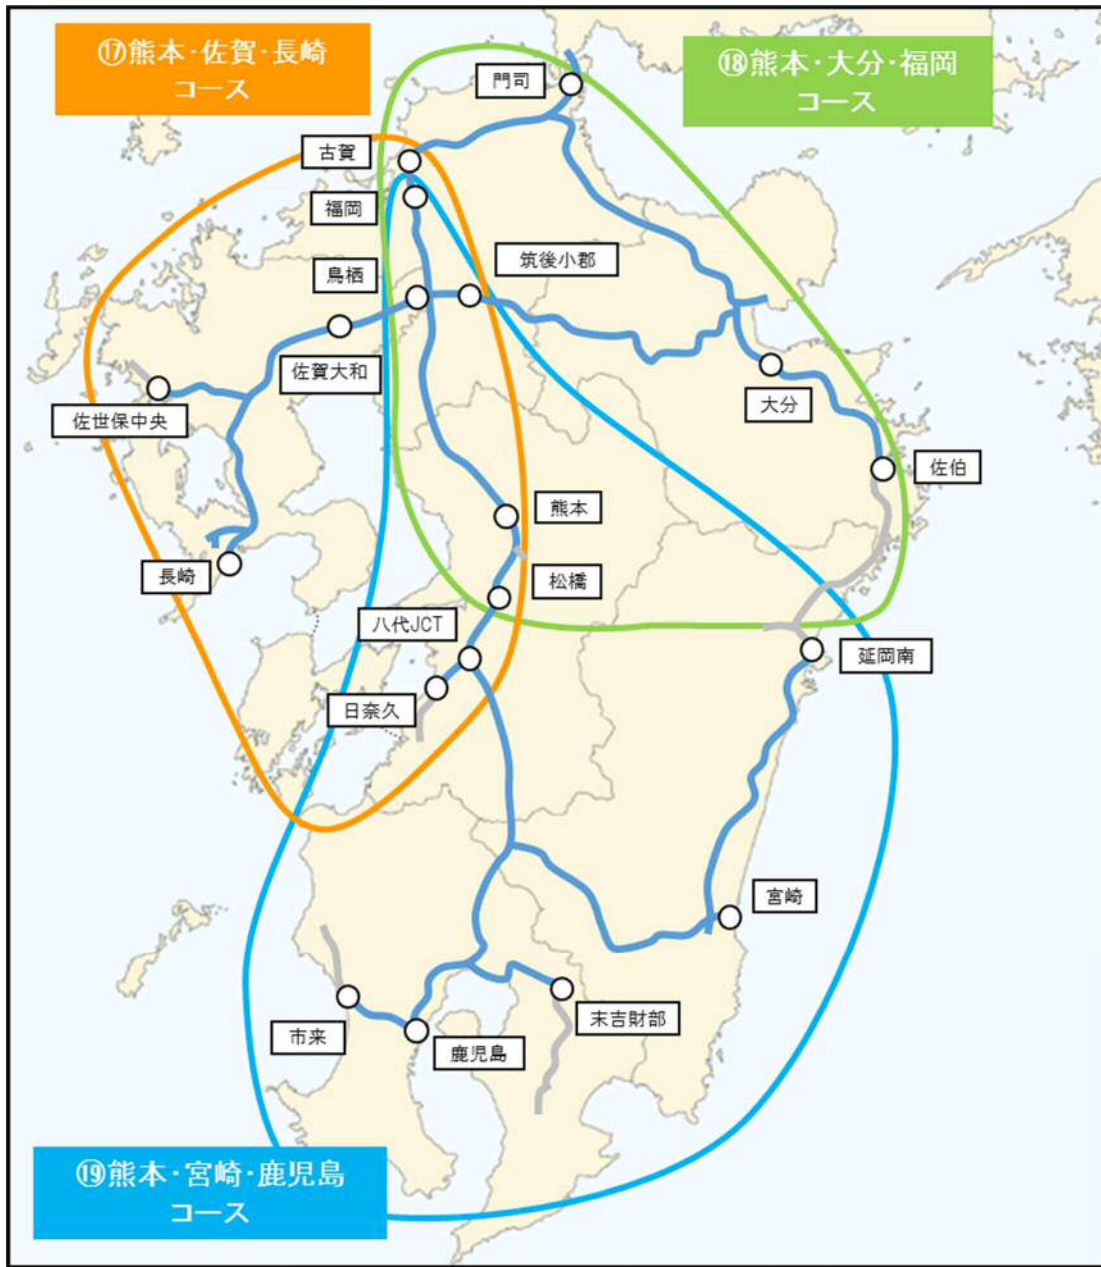 ⑰熊本・佐賀・長崎
コース
⑱熊本・大分・福岡
コース
門司
古賀
福岡
筑後小郡
鳥栖
佐賀大和
佐世保中央
大分
佐伯
熊本
長崎
松橋
八代JCT
延岡南
日奈久
宮崎
末吉財部
市来
鹿児島
⑲熊本・宮崎・鹿児島
コース